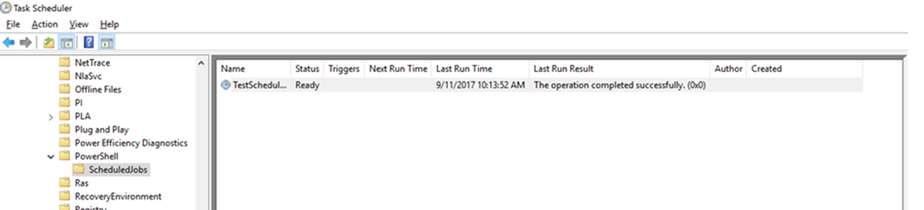 Task Scheduler
File Action View Help
NetTrace
NlaSvc
Offline Files
PI
PLA
Plug and Play
Power Efficiency Diagnostics
PowerShell
ScheduledJobs
Ras
RecoveryEnvironment
Registry
Name Status Triggers Next Run Time Last Run Time Last Run Result Author Created
TestSchedul... Ready 9/11/2017 10:13:52 AM The operation completed successfully. (0x0)